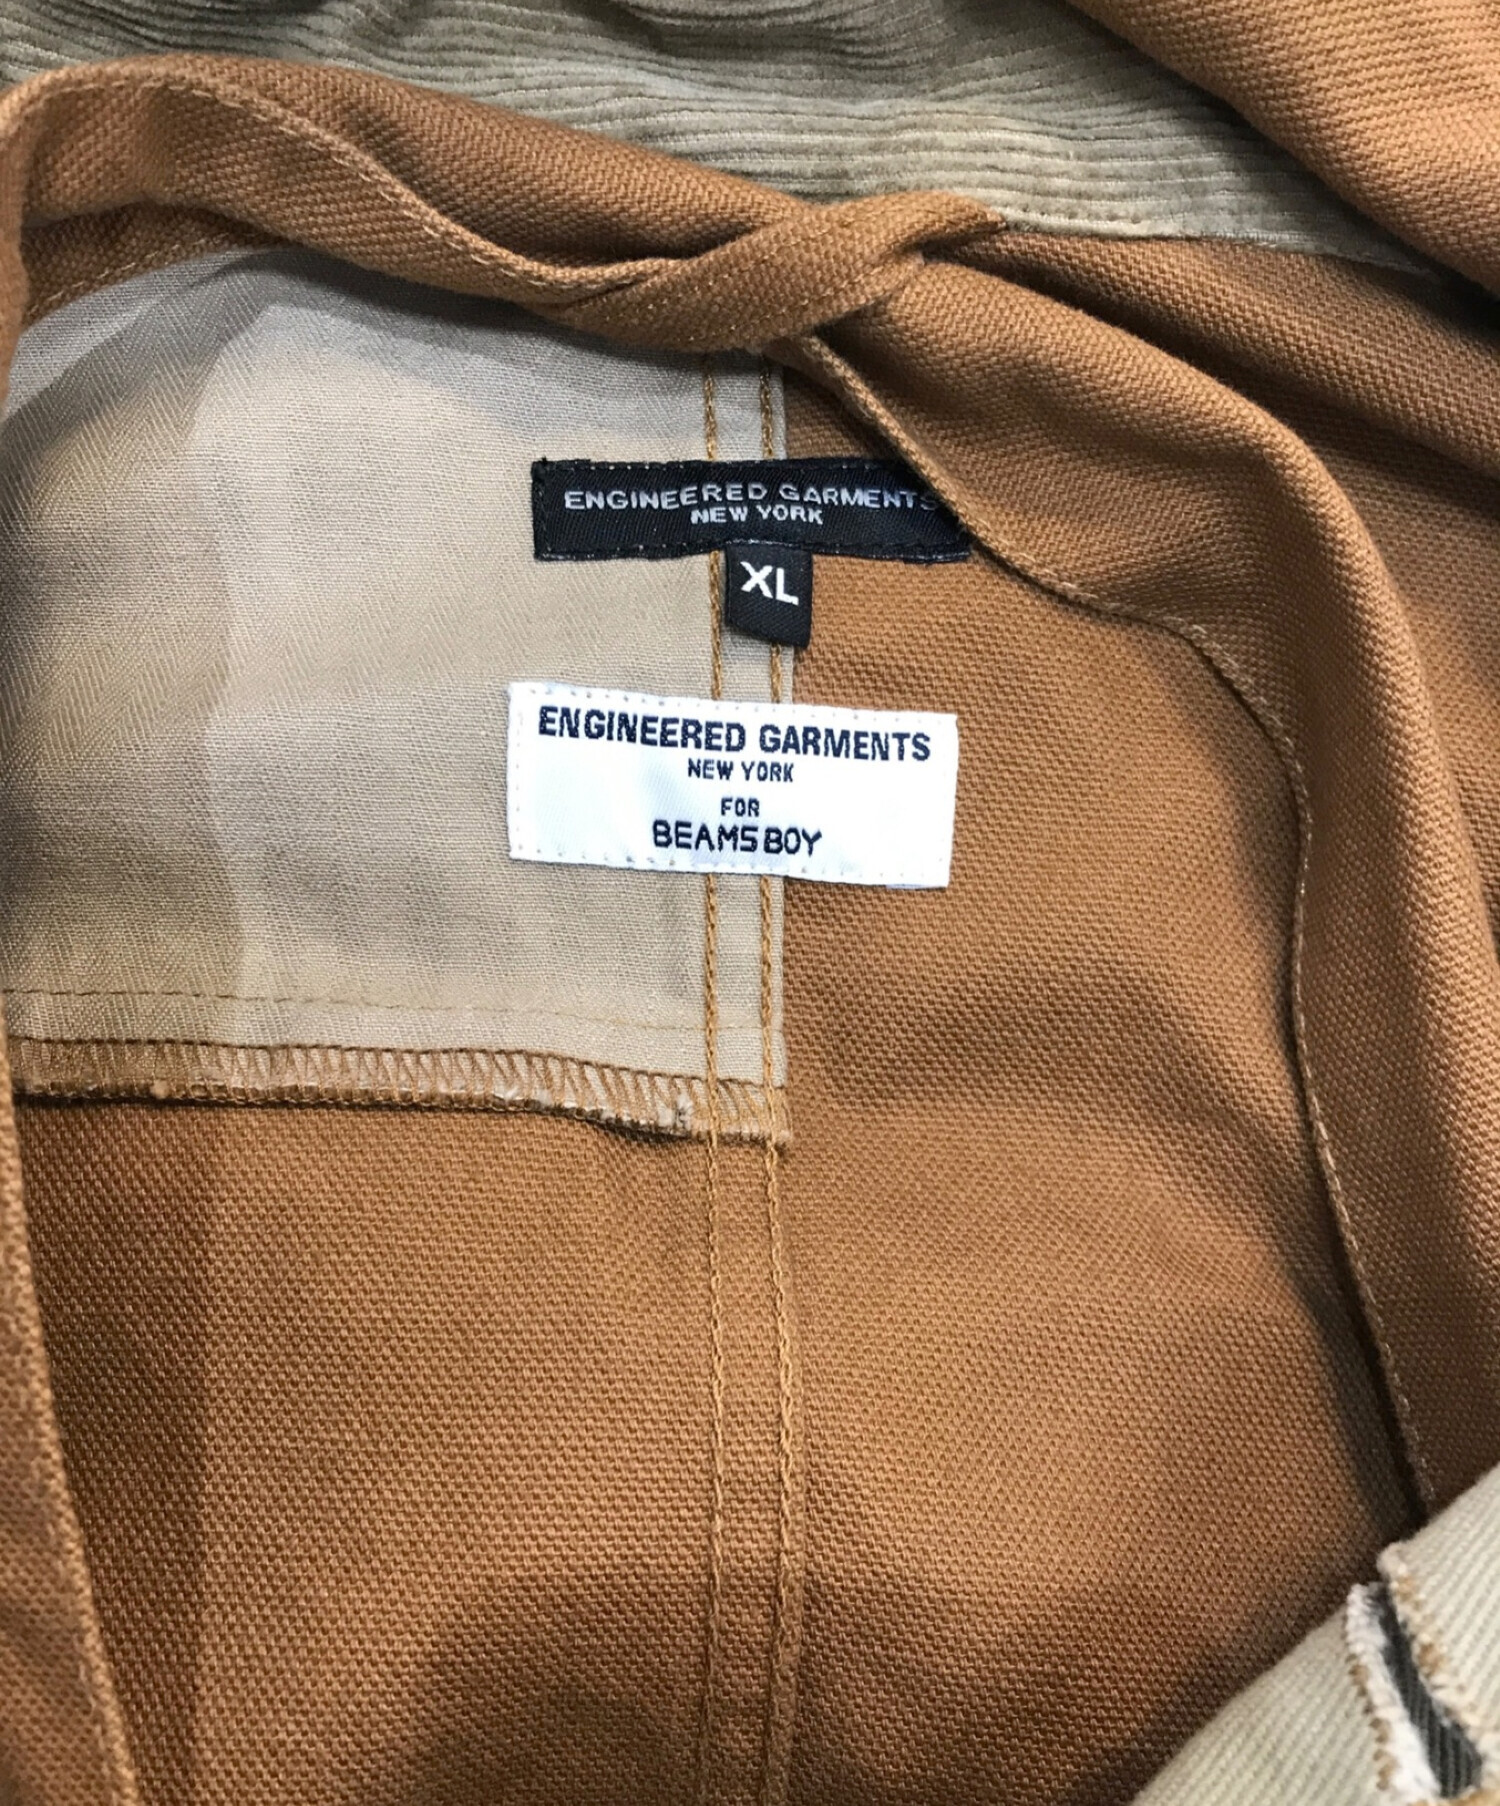 ENGINEERED GARMENTS
NEW YORK
XL
ENGINEERED GARMENTS
NEW YORK
FOR
BEAMS BOY